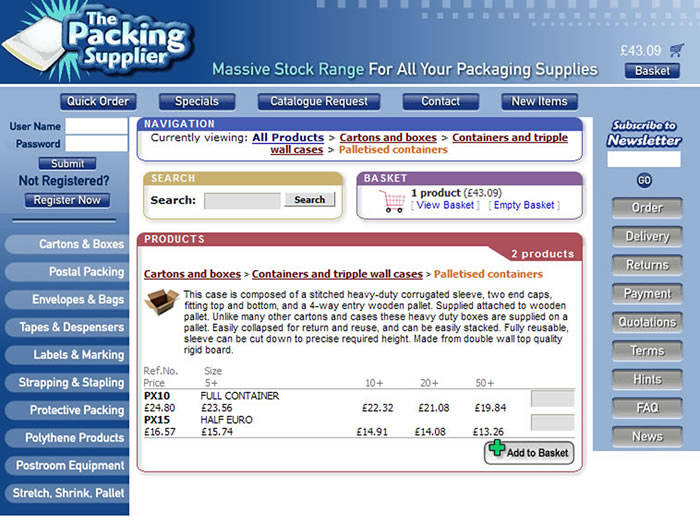 The
Packing
Supplier
£43.09
Massive Stock Range For All Your Packaging Supplies
Basket
Quick Order
Specials
Catalogue Request
Contact
New Items
User Name
Password
Submit
Not Registered?
Register Now
Cartons & Boxes
Postal Packing
Envelopes & Bags
Tapes & Despensers
Labels & Marking
Strapping & Stapling
Protective Packing
Polythene Products
Postroom Equipment
Stretch, Shrink, Pallet
NAVIGATION
Currently viewing: All Products > Cartons and boxes > Containers and tripple
wall cases > Palletised containers
SEARCH
Search:
Search
BASKET
1 product (£43.09)
[ View Basket ] [ Empty Basket ]
PRODUCTS
2 products
Cartons and boxes > Containers and tripple wall cases > Palletised containers
This case is composed of a stitched heavy-duty corrugated sleeve, two end caps,
fitting top and bottom, and a 4-way entry wooden pallet. Supplied attached to wooden
pallet. Unlike many other cartons and cases these heavy duty boxes are supplied on a
pallet. Easily collapsed for return and reuse, and can be easily stacked. Fully reusable,
sleeve can be cut down to precise required height. Made from double wall top quality
rigid board.
Ref.No. Size
Price 5+ 10+ 20+ 50+
PX10 FULL CONTAINER
£24.80 £23.56 £22.32 £21.08 £19.84
PX15 HALF EURO
£16.57 £15.74 £14.91 £14.08 £13.26
Add to Basket
Subscribe to
Newsletter
GO
Order
Delivery
Returns
Payment
Quotations
Terms
Hints
FAQ
News